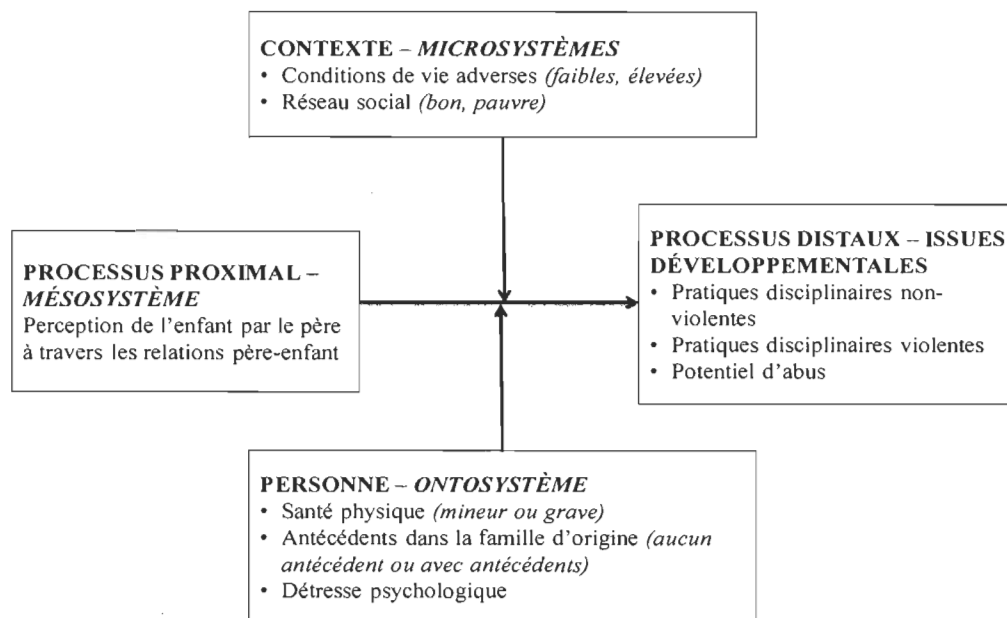 CONTEXTE – MICROSYSTÈMES
• Conditions de vie adverses (faibles, élevées)
• Réseau social (bon, pauvre)
PROCESSUS PROXIMAL –
MÉSOSYSTÈME
Perception de l'enfant par le père
à travers les relations père-enfant
PROCESSUS DISTAUX – ISSUES
DÉVELOPPEMENTALES
• Pratiques disciplinaires non-
violentes
• Pratiques disciplinaires violentes
• Potentiel d'abus
PERSONNE – ONTOSYSTÈME
• Santé physique (mineur ou grave)
• Antécédents dans la famille d'origine (aucun
antécédent ou avec antécédents)
• Détresse psychologique